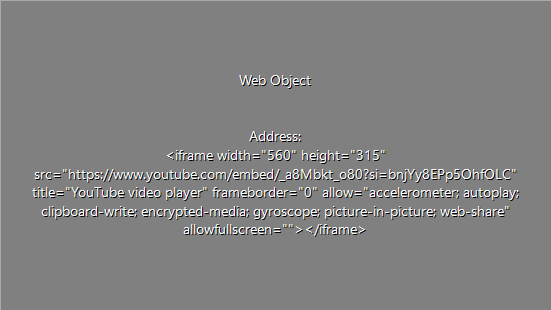 Web Object
Address:
<iframe width="560" height="315"
src="https://www.youtube.com/embed/_a8Mbkt_o80?si=bnjYy8EPp5OhfOLC"
title="YouTube video player" frameborder="0" allow="accelerometer; autoplay;
clipboard-write; encrypted-media; gyroscope; picture-in-picture; web-share"
allowfullscreen=""></iframe>